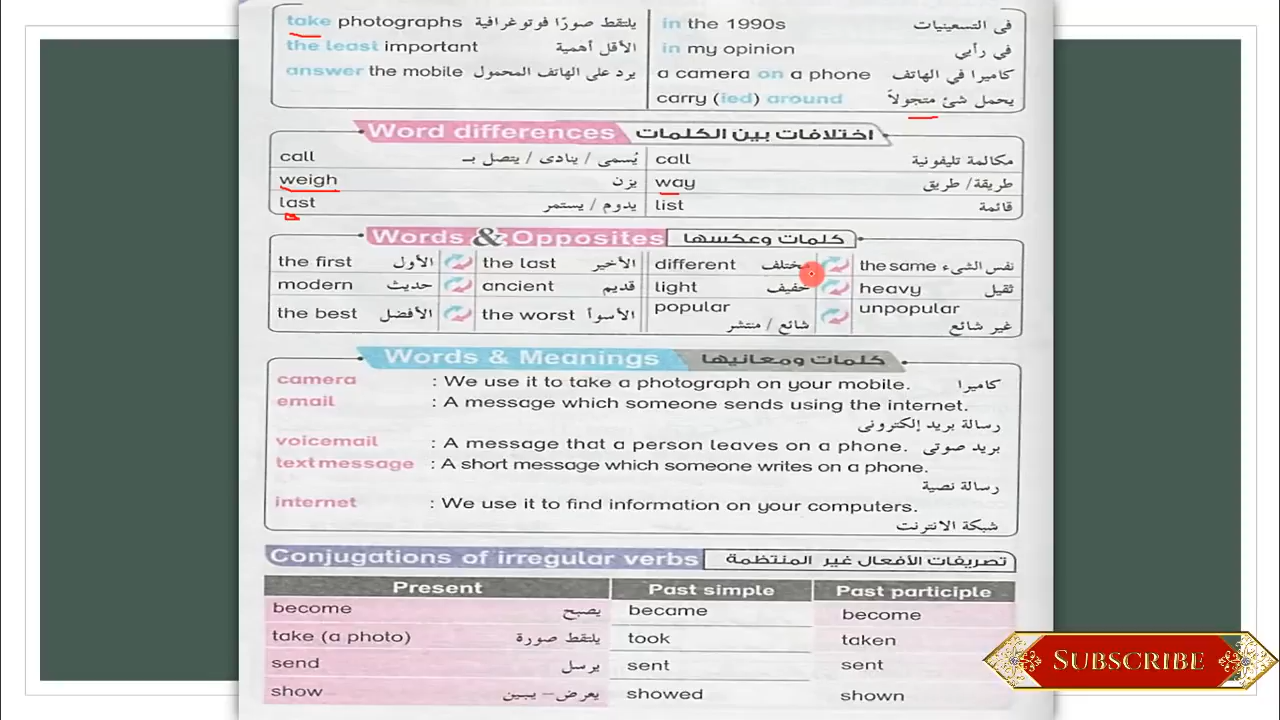 take photographs يلتقط صورًا فوتوغرافية
the least important الأقل أهمية
answer the mobile يرد على الهاتف المحمول
in the 1990s فى التسعينيات
in my opinion في رأيي
a camera on a phone كاميرا في الهاتف
carry (ied) around يحمل شئ متجولاً
Word differences اختلافات بين الكلمات
call يُسمى / ينادى / يتصل بـ call مكالمة تليفونية
weigh يزن way طريقة/ طريق
last يدوم / يستمر list قائمة
Words & Opposites كلمات وعكسها
the first الأول the last الأخير different مختلف the same نفس الشيء
modern حديث ancient قديم light خفيف heavy ثقيل
the best الأفضل the worst الأسوأ popular شائع / منتشر unpopular غير شائع
Words & Meanings كلمات ومعانيها
camera : We use it to take a photograph on your mobile. كاميرا
email : A message which someone sends using the internet.
رسالة بريد إلكترونى
voicemail : A message that a person leaves on a phone. بريد صوتى
text message : A short message which someone writes on a phone.
رسالة نصية
internet : We use it to find information on your computers.
شبكة الانترنت
Conjugations of irregular verbs تصريفات الأفعال غير المنتظمة
Present Past simple Past participle
become يصبح became become
take (a photo) يلتقط صورة took taken
send يرسل sent sent
show يعرض – يبين showed shown
SUBSCRIBE